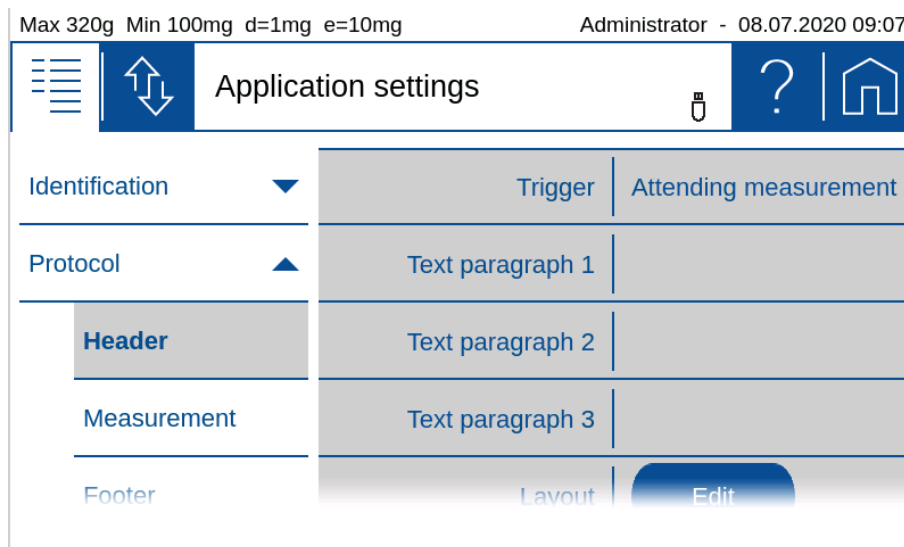 Max 320g Min 100mg d=1mg e=10mg Administrator - 08.07.2020 09:07
Application settings
Identification
Trigger Attending measurement
Protocol
Text paragraph 1
Header
Text paragraph 2
Measurement
Text paragraph 3
Footer
Layout Edit